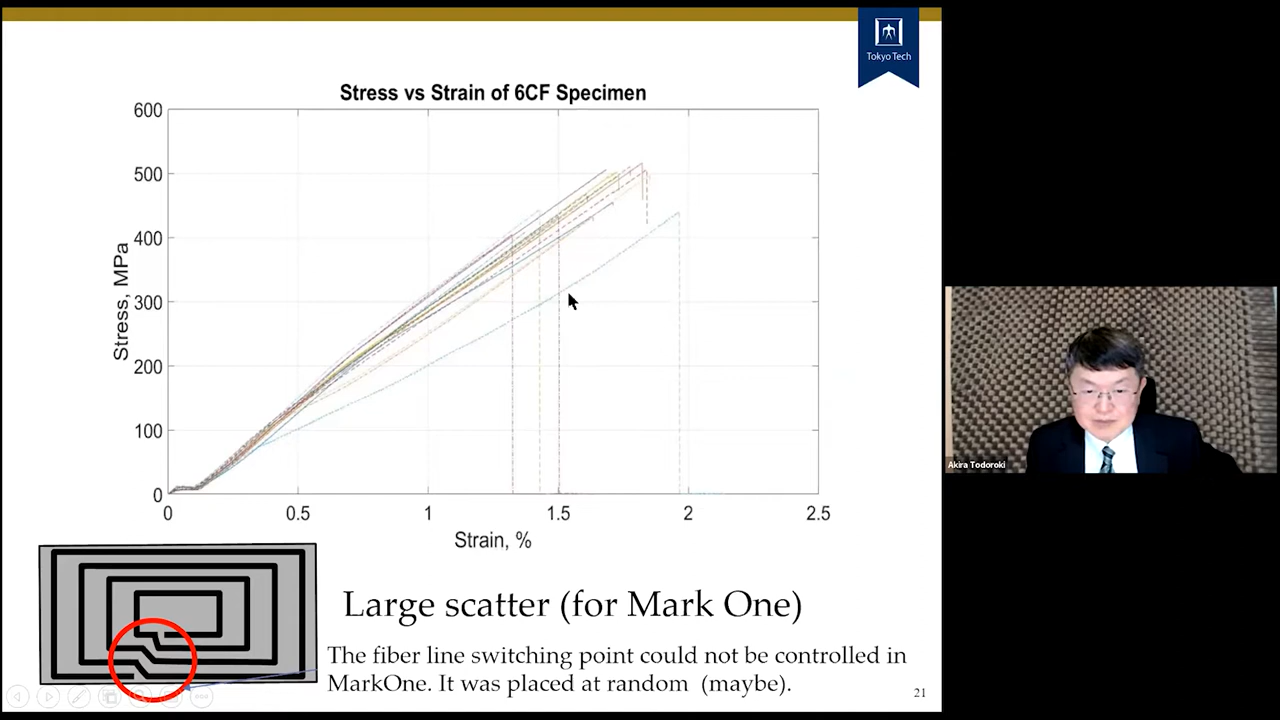 Tokyo Tech
Stress vs Strain of 6CF Specimen
600
500
400
300
200
100
0
Stress, MPa
0 0.5 1 1.5 2 2.5
Strain, %
Large scatter (for Mark One)
The fiber line switching point could not be controlled in
MarkOne. It was placed at random (maybe).
21
Akira Todoroki